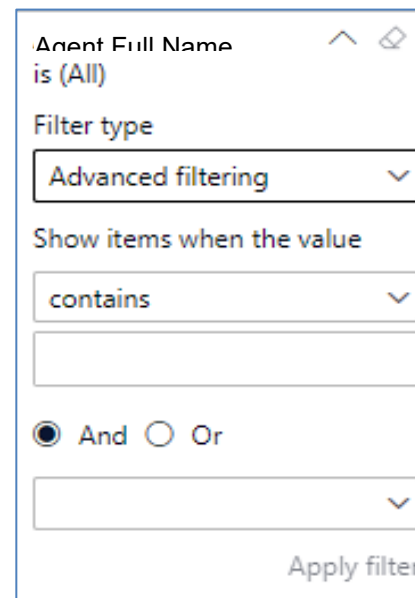 Agent Full Name
is (All)
Filter type
Advanced filtering
Show items when the value
contains
And Or
Apply filter